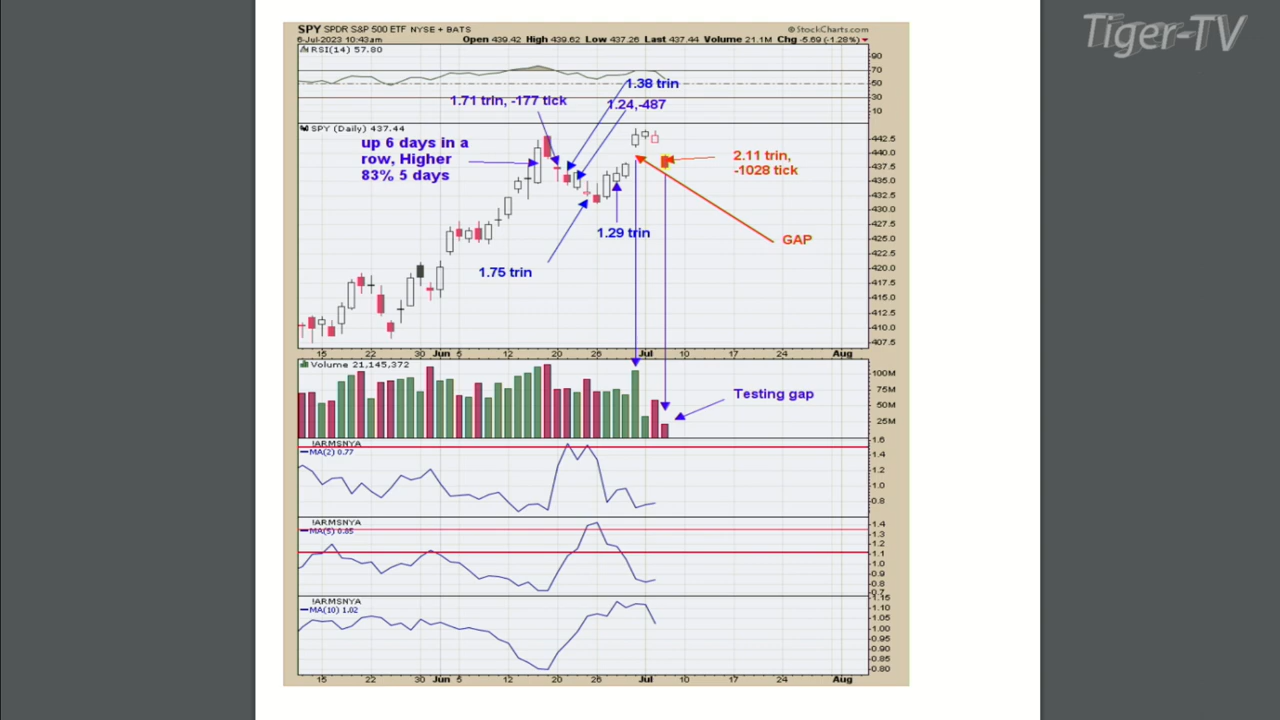 Tiger-TV
SPY SPDR S&P 500 ETF NYSE + BATS
© StockCharts.com
6-Jul-2023 10:43am
Open 439.42 High 439.62 Low 437.26 Last 437.44 Volume 21.1M Chg -5.69 (-1.28%)
RSI(14) 57.80
90
70
50
30
10
1.38 trin
1.71 trin, -177 tick
1.24,-487
SPY (Daily) 437.44
up 6 days in a
row, Higher
83% 5 days
2.11 trin,
-1028 tick
1.29 trin
GAP
1.75 trin
442.5
440.0
437.5
435.0
432.5
430.0
427.5
425.0
422.5
420.0
417.5
415.0
412.5
410.0
407.5
15 22 30 Jun 5 12 20 26 Jul 10 17 24 Aug
Volume 21,145,372
100M
75M
50M
25M
Testing gap
!ARMSNYA
MA(2) 0.77
1.6
1.4
1.2
1.0
0.8
!ARMSNYA
MA(5) 0.85
1.4
1.3
1.2
1.1
1.0
0.9
0.8
0.7
!ARMSNYA
MA(10) 1.02
1.15
1.10
1.05
1.00
0.95
0.90
0.85
0.80
15 22 30 Jun 5 12 20 26 Jul 10 17 24 Aug